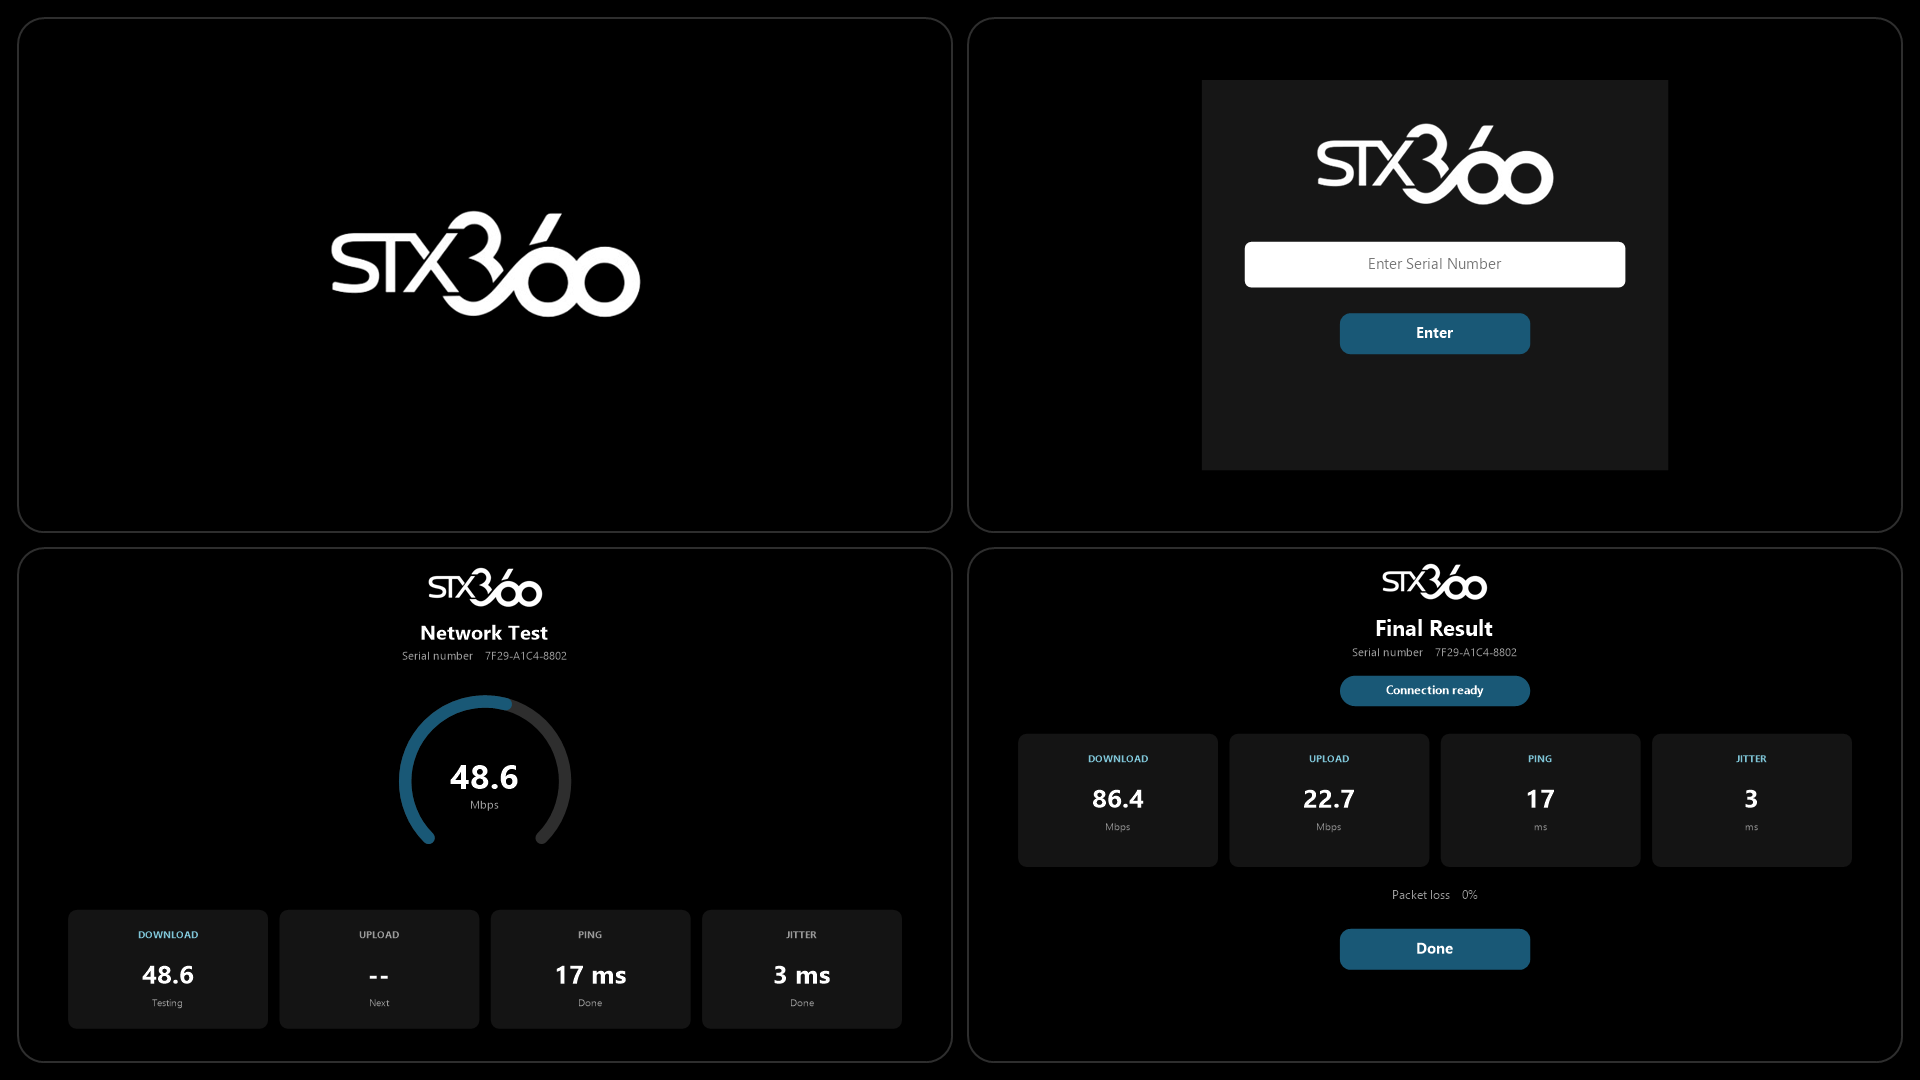 STX360
STX360
Enter Serial Number
Enter
STX360
Network Test
Serial number 7F29-A1C4-8802
48.6
Mbps
DOWNLOAD
48.6
Testing
UPLOAD
--
Next
PING
17 ms
Done
JITTER
3 ms
Done
STX360
Final Result
Serial number 7F29-A1C4-8802
Connection ready
DOWNLOAD
86.4
Mbps
UPLOAD
22.7
Mbps
PING
17
ms
JITTER
3
ms
Packet loss 0%
Done